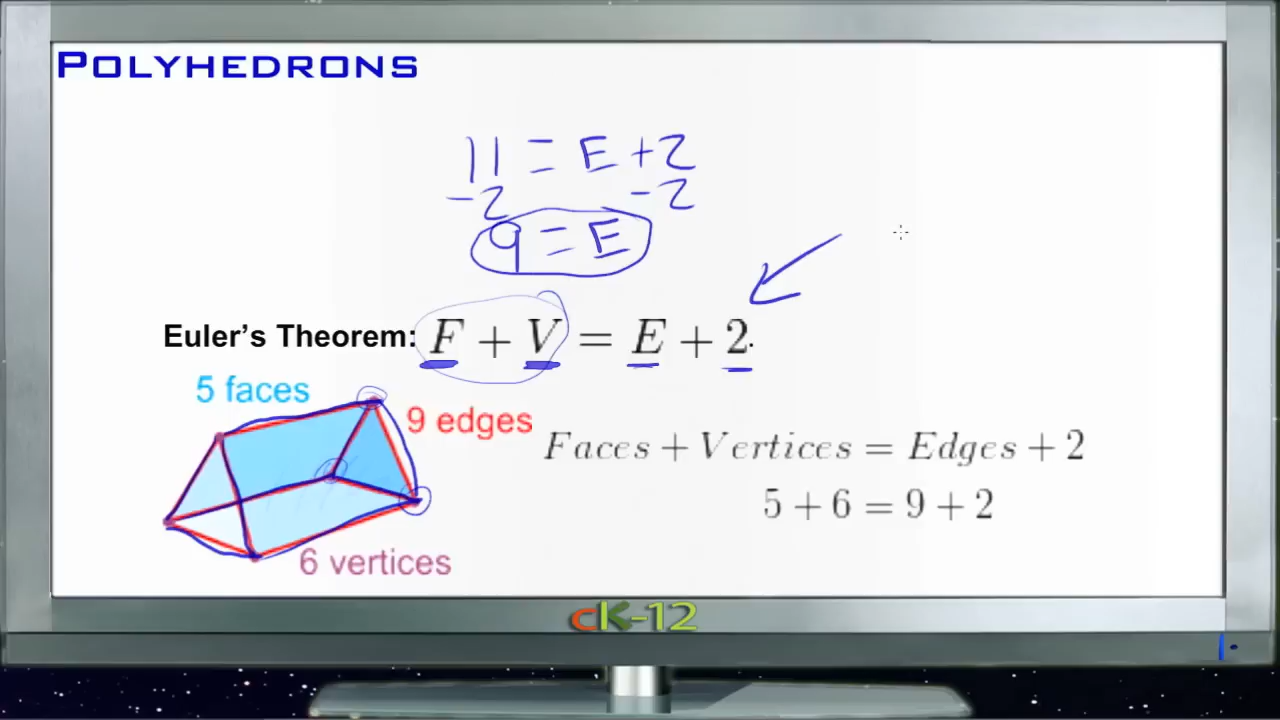 POLYHEDRONS
11 = E + 2
-2 -2
9 = E
Euler's Theorem: F + V = E + 2.
5 faces
9 edges
Faces + Vertices = Edges + 2
5 + 6 = 9 + 2
6 vertices
cK-12